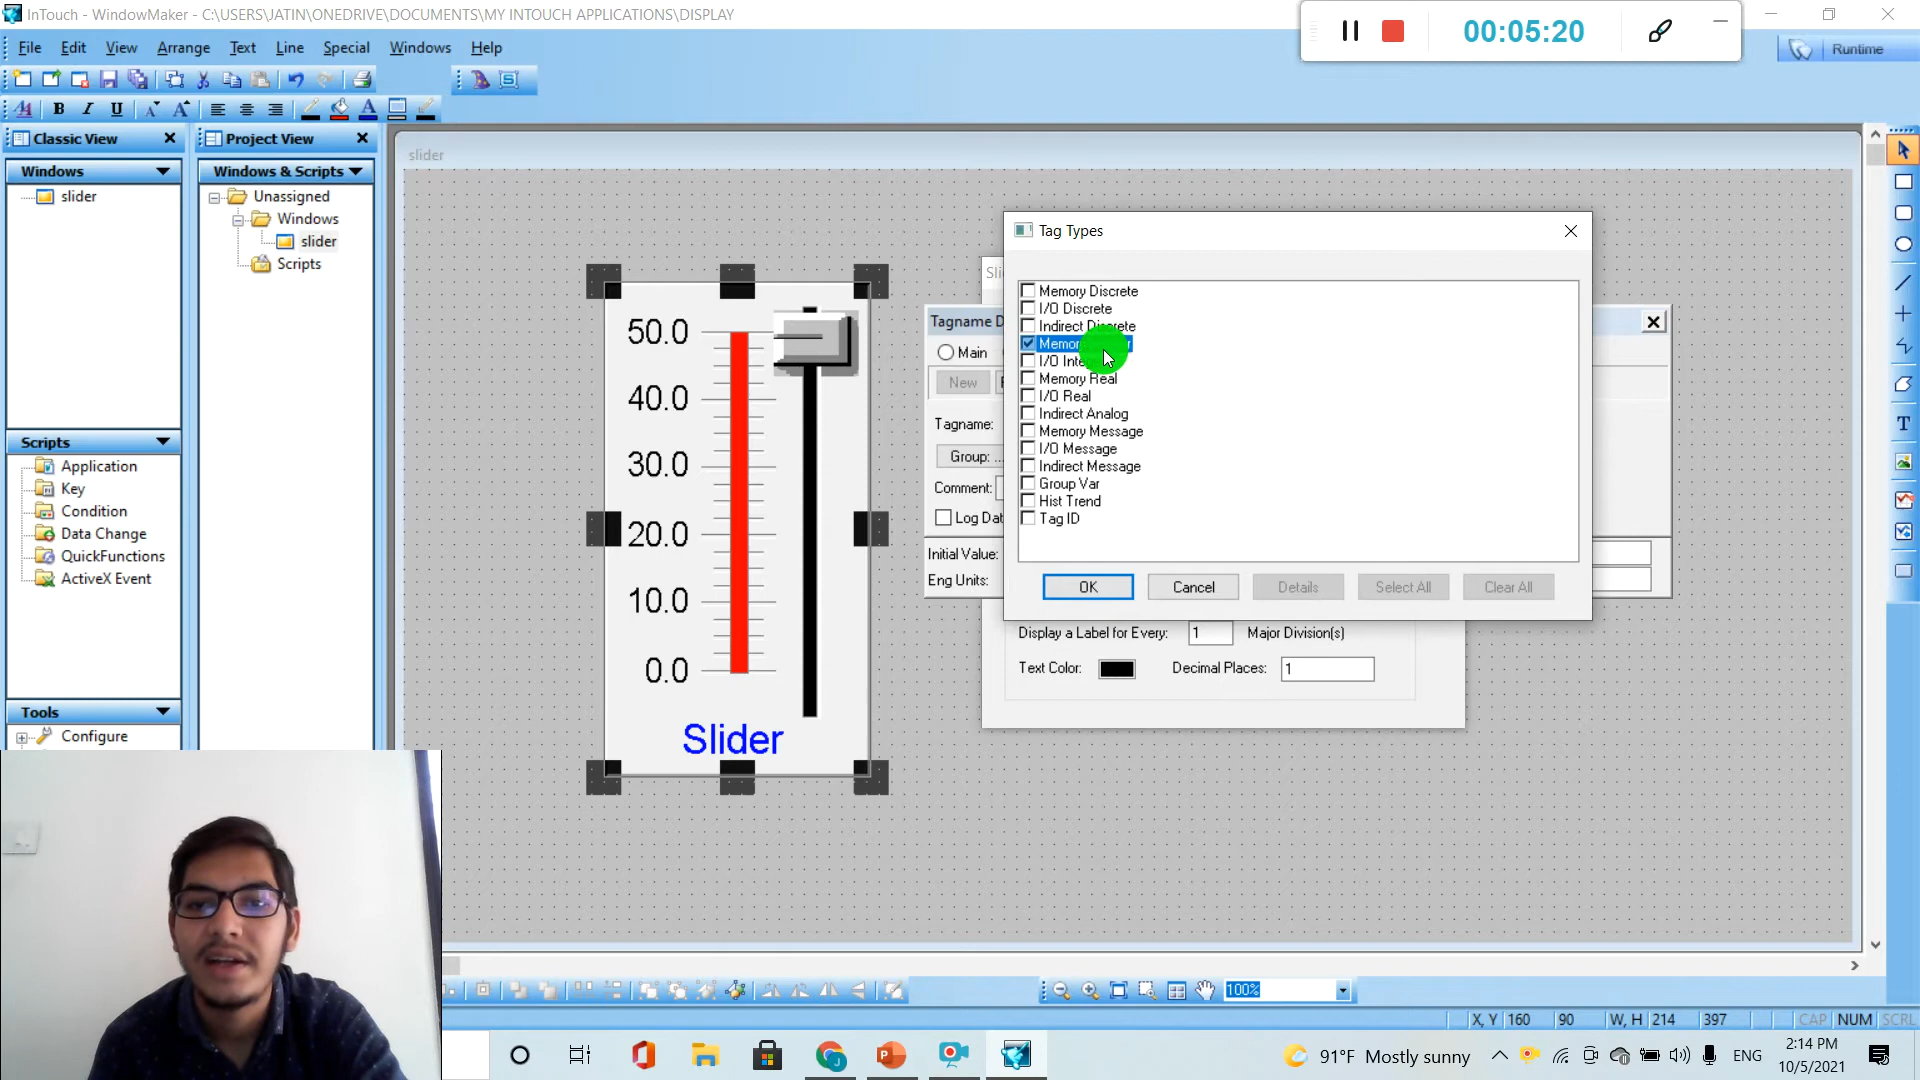 InTouch - WindowMaker - C:\USERS\JATIN\ONEDRIVE\DOCUMENTS\MY INTOUCH APPLICATIONS\DISPLAY
00:05:20
File Edit View Arrange Text Line Special Windows Help
Runtime
B I U
Classic View
Project View
Windows
Windows & Scripts
slider
Unassigned
Windows
slider
Scripts
Scripts
Application
Key
Condition
Data Change
QuickFunctions
ActiveX Event
Tools
Configure
slider
50.0
40.0
30.0
20.0
10.0
0.0
Slider
Tag Types
Memory Discrete
I/O Discrete
Indirect Discrete
I/O
Memory Real
I/O Real
Indirect Analog
Memory Message
I/O Message
Indirect Message
Group Var
Hist Trend
Tag ID
OK Cancel Details Select All Clear All
Tagname D
Main
New
Tagname:
Group: ...
Comment:
Log Dat
Initial Value:
Eng Units:
Display a Label for Every: 1 Major Division(s)
Text Color: Decimal Places: 1
100%
X, Y 160 90 W, H 214 397 CAP NUM SCRL
91°F Mostly sunny
ENG
2:14 PM
10/5/2021